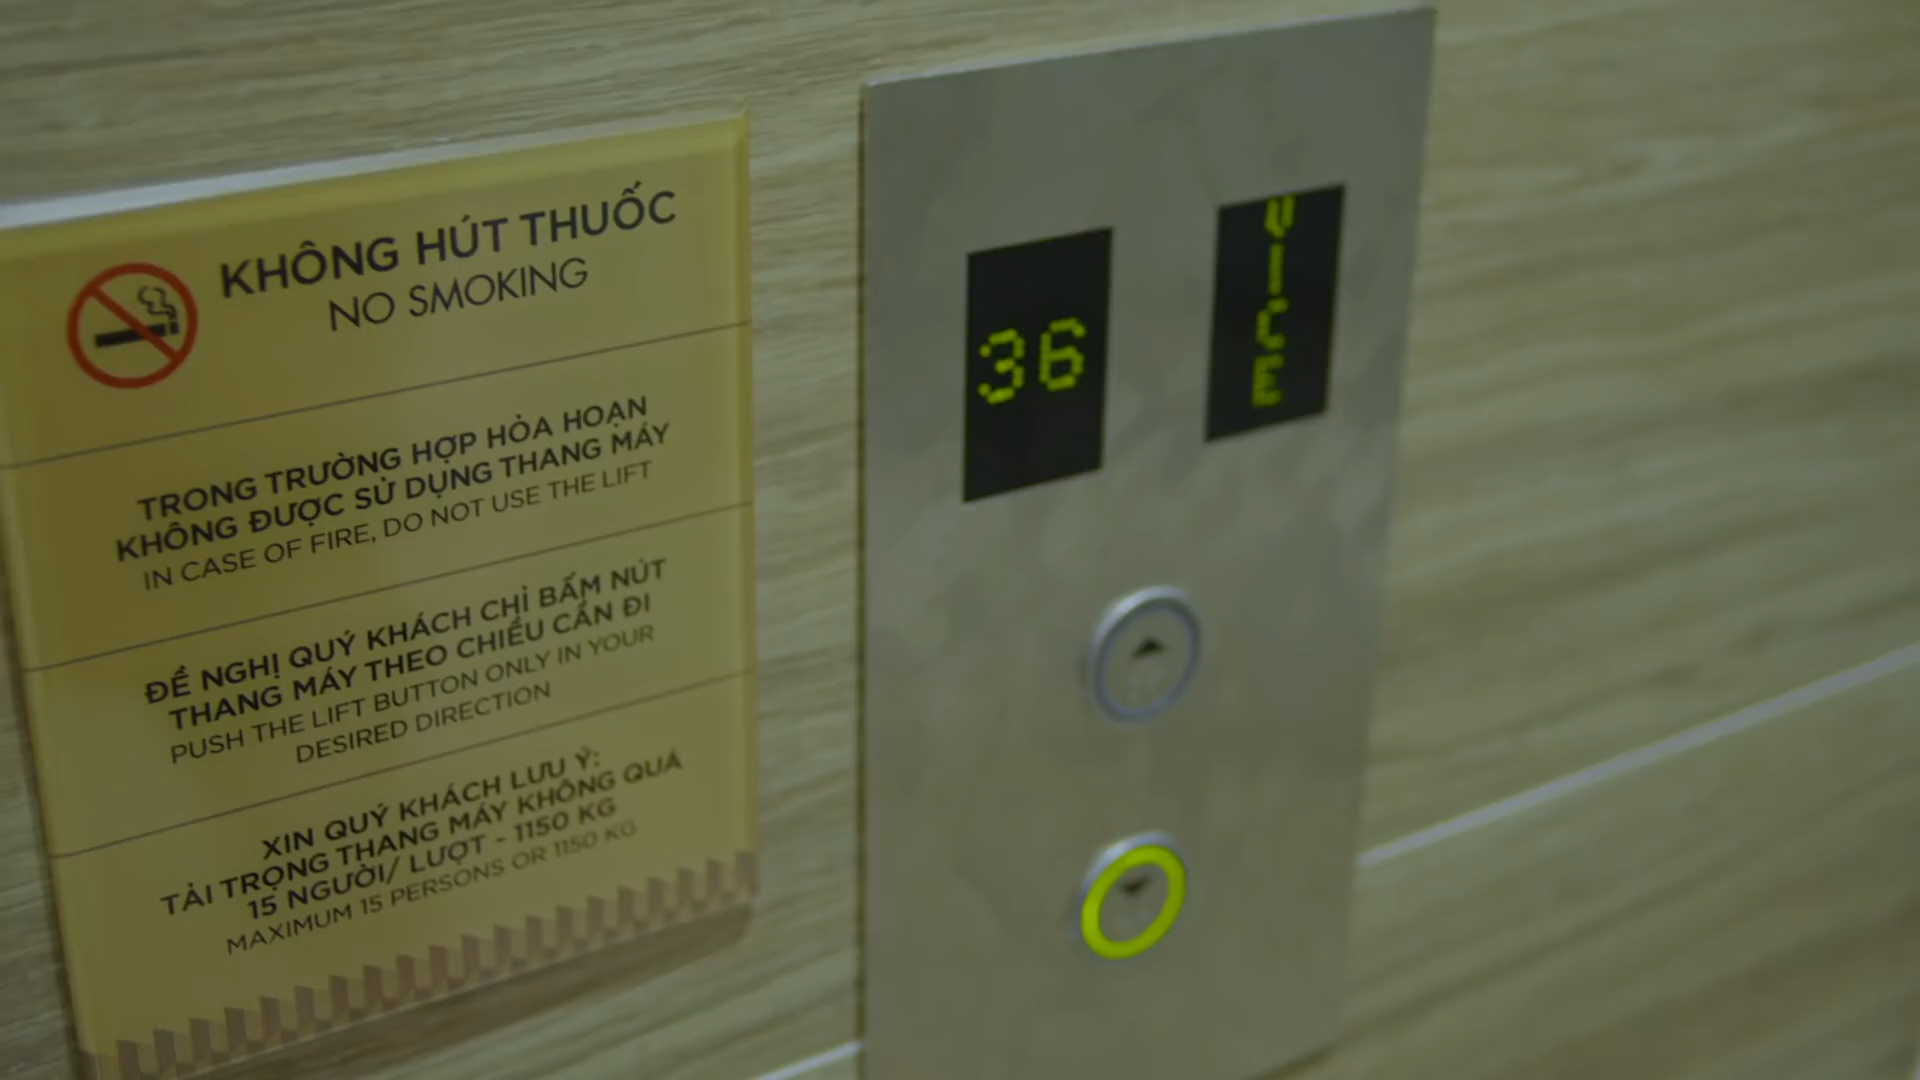 KHÔNG HÚT THUỐC
NO SMOKING
TRONG TRƯỜNG HỢP HỎA HOẠN
KHÔNG ĐƯỢC SỬ DỤNG THANG MÁY
IN CASE OF FIRE, DO NOT USE THE LIFT
ĐỀ NGHỊ QUÝ KHÁCH CHỈ BẤM NÚT
THANG MÁY THEO CHIỀU CẦN ĐI
PUSH THE LIFT BUTTON ONLY IN YOUR
DESIRED DIRECTION
XIN QUÝ KHÁCH LƯU Ý:
TẢI TRỌNG THANG MÁY KHÔNG QUÁ
15 NGƯỜI/ LƯỢT - 1150 KG
MAXIMUM 15 PERSONS OR 1150 KG
36